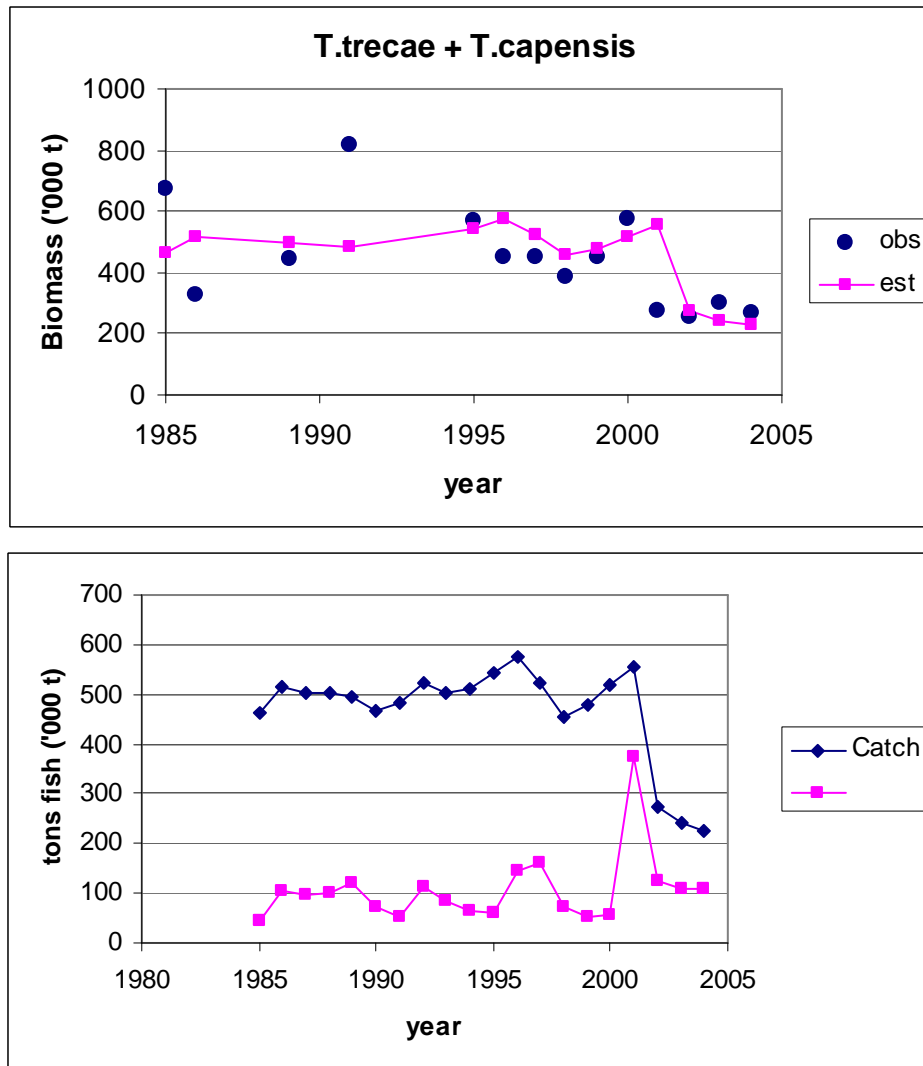 T.trecae + T.capensis
Biomass ('000 t)
1000
800
600
400
200
0
1985 1990 1995 2000 2005
year
obs
est
tons fish ('000 t)
700
600
500
400
300
200
100
0
1980 1985 1990 1995 2000 2005
year
Catch